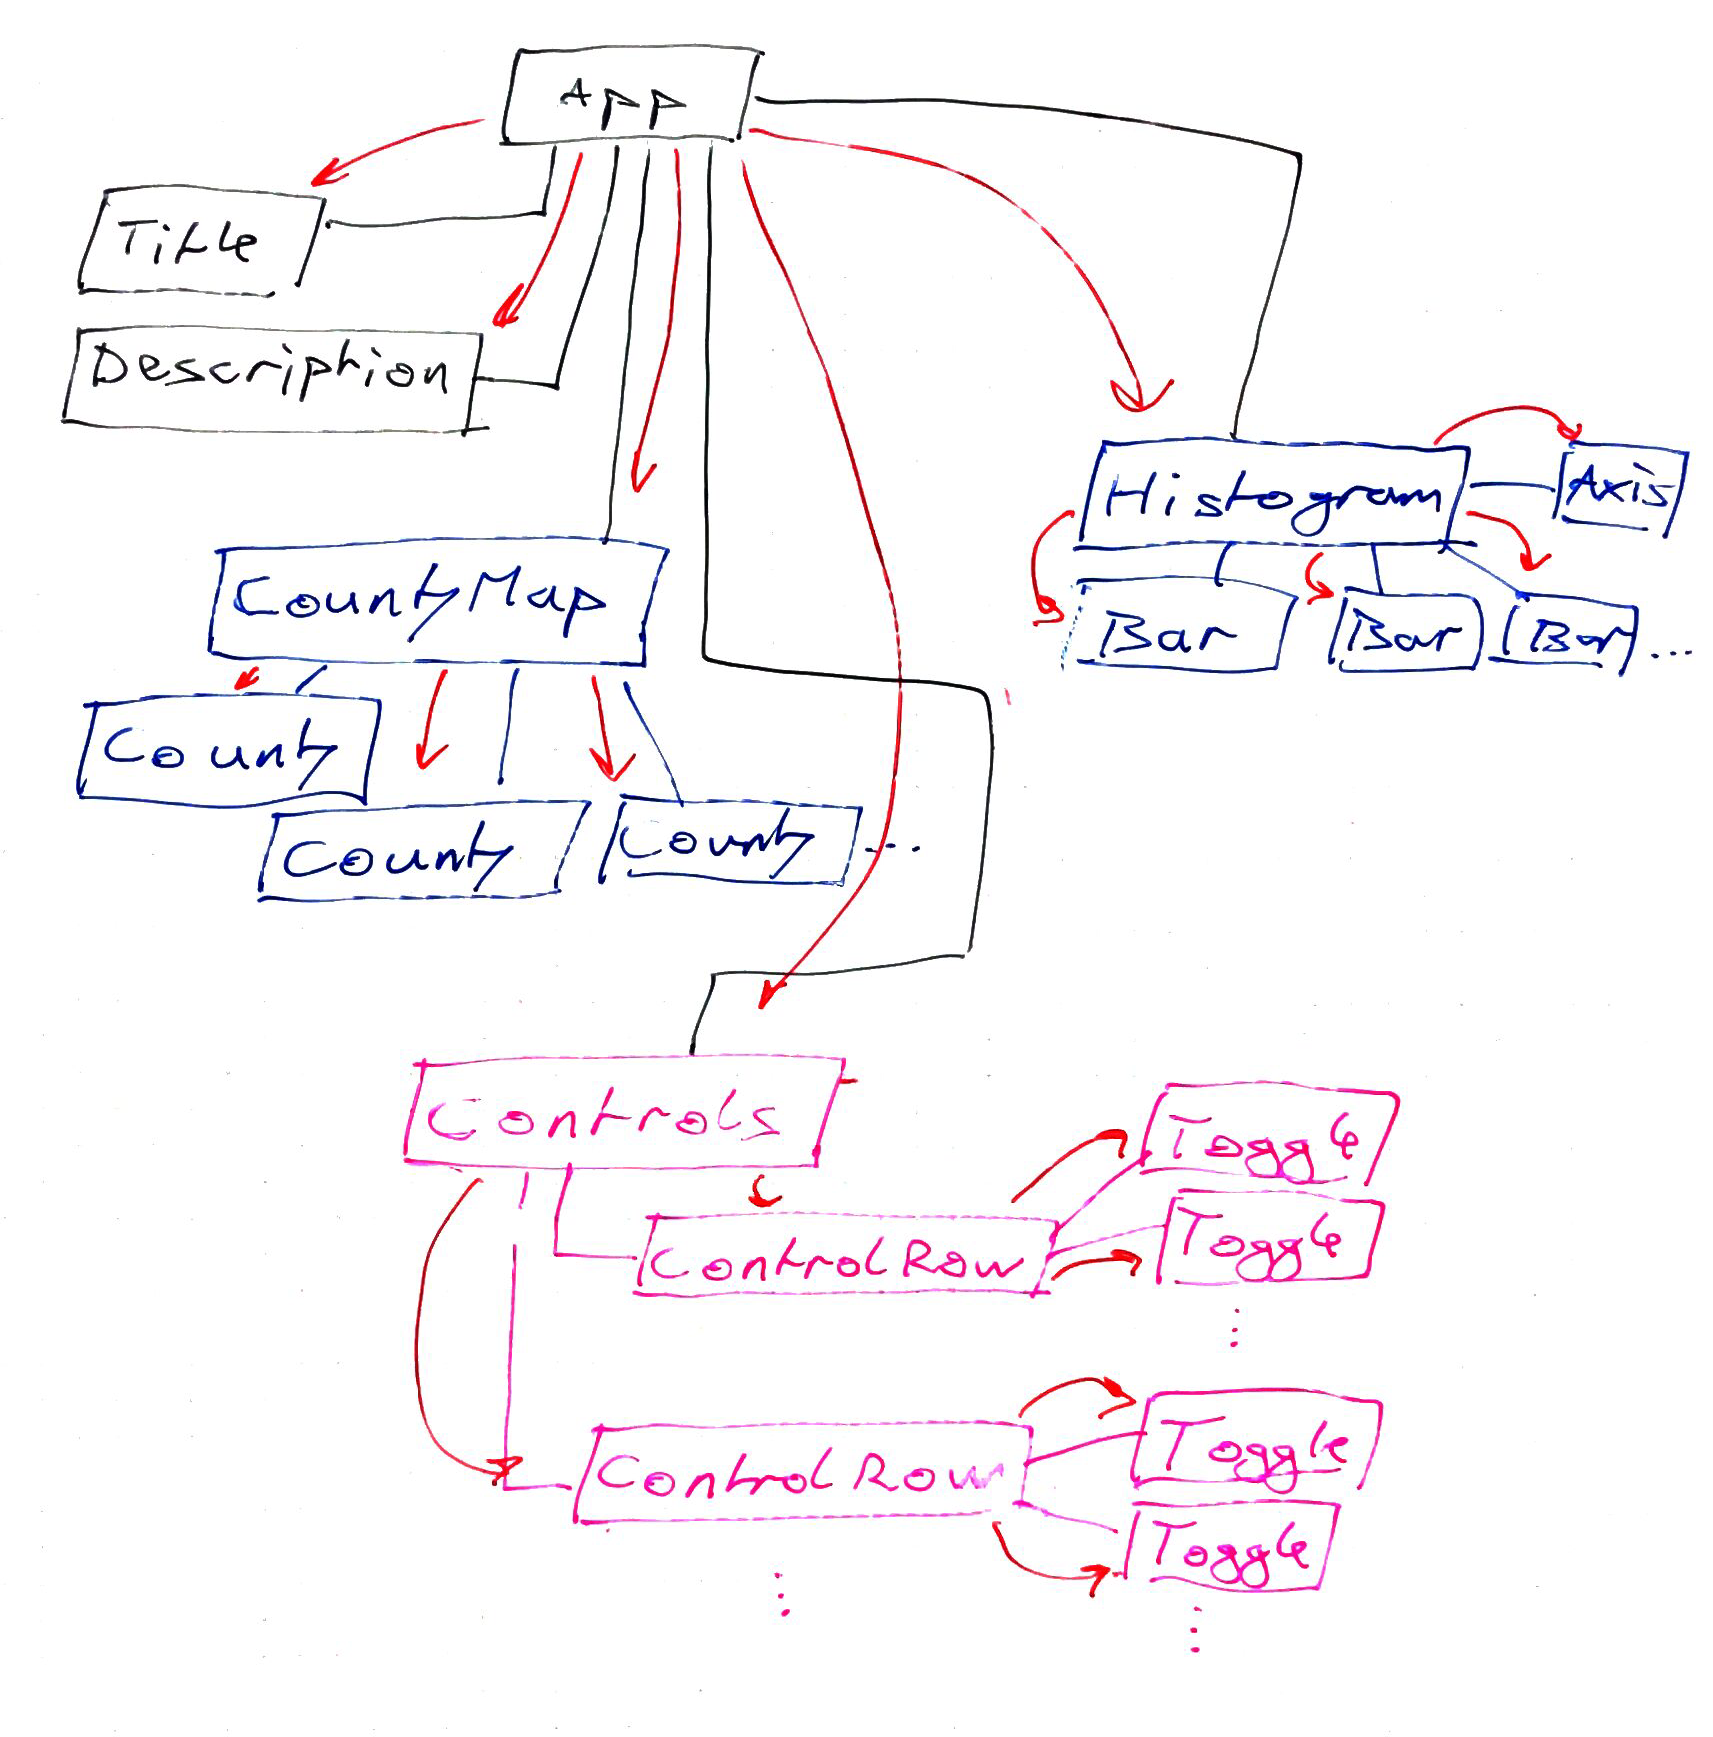 App
Title
Description
Histogram
Axis
Bar
Bar
Bar
...
CountyMap
County
County
County
...
Controls
ControlRow
Toggle
Toggle
...
ControlRow
Toggle
Toggle
...
...